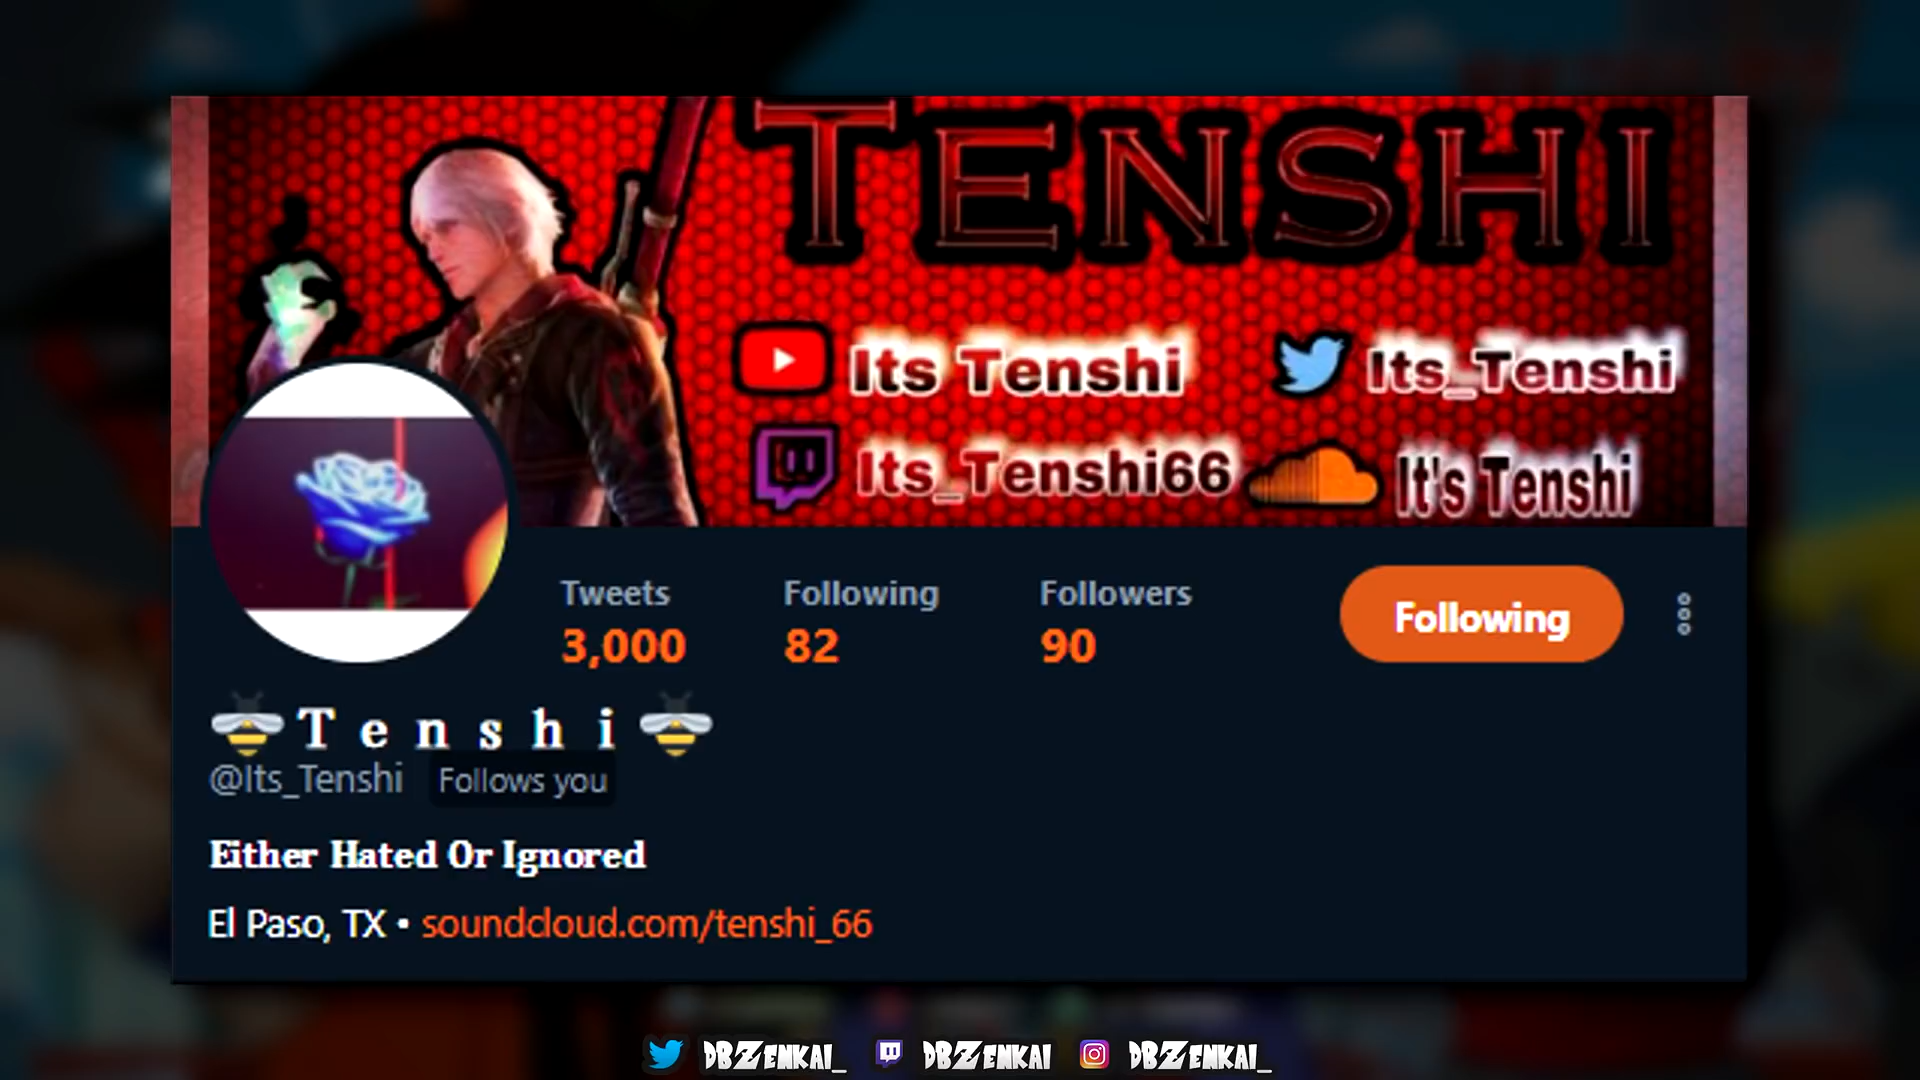 TENSHI
Its Tenshi
Its_Tenshi
Its_Tenshi66
It's Tenshi
Tweets Following Followers
3,000 82 90
Following
🐝 T e n s h i 🐝
@Its_Tenshi Follows you
Either Hated Or Ignored
El Paso, TX • soundcloud.com/tenshi_66
DBZENKAI_ DBZENKAI DBZENKAI_